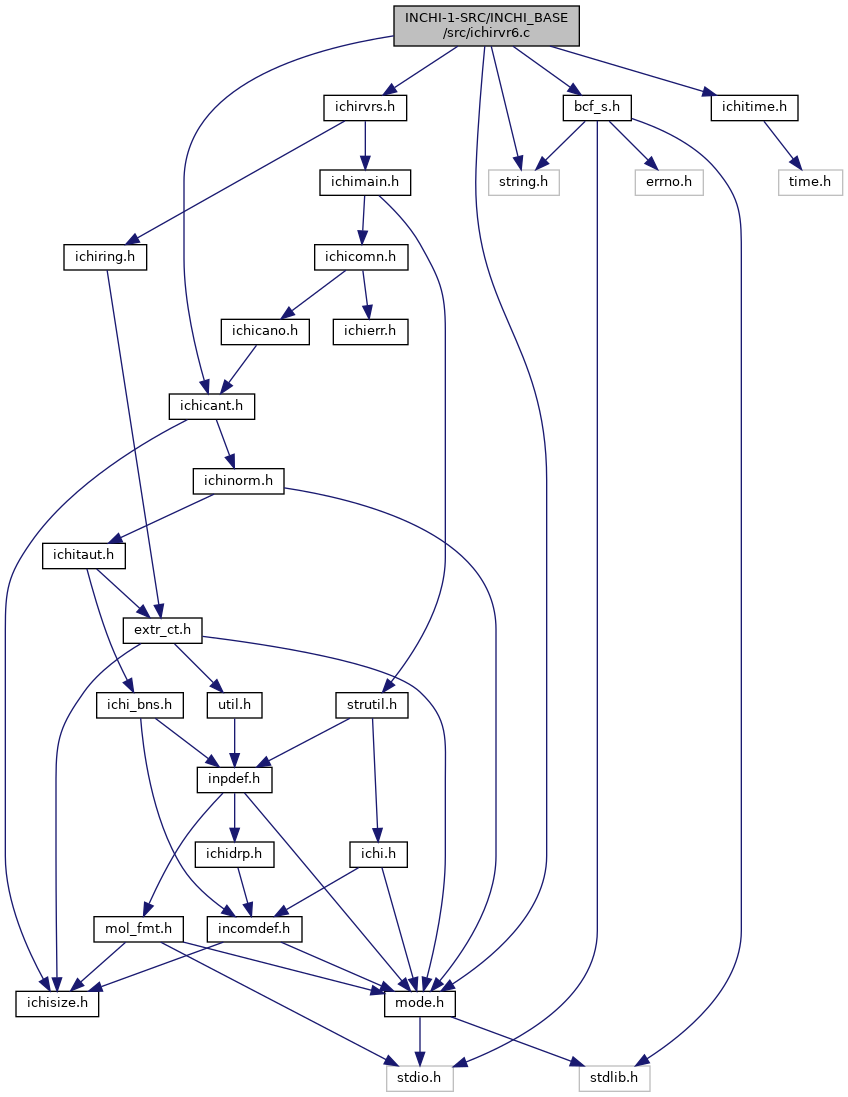 INCHI-1-SRC/INCHI_BASE
/src/ichirvr6.c
ichirvrs.h
bcf_s.h
ichitime.h
ichimain.h
string.h
errno.h
time.h
ichiring.h
ichicomn.h
ichicano.h
ichierr.h
ichicant.h
ichinorm.h
ichitaut.h
extr_ct.h
ichi_bns.h
util.h
strutil.h
inpdef.h
ichidrp.h
ichi.h
mol_fmt.h
incomdef.h
ichisize.h
mode.h
stdio.h
stdlib.h